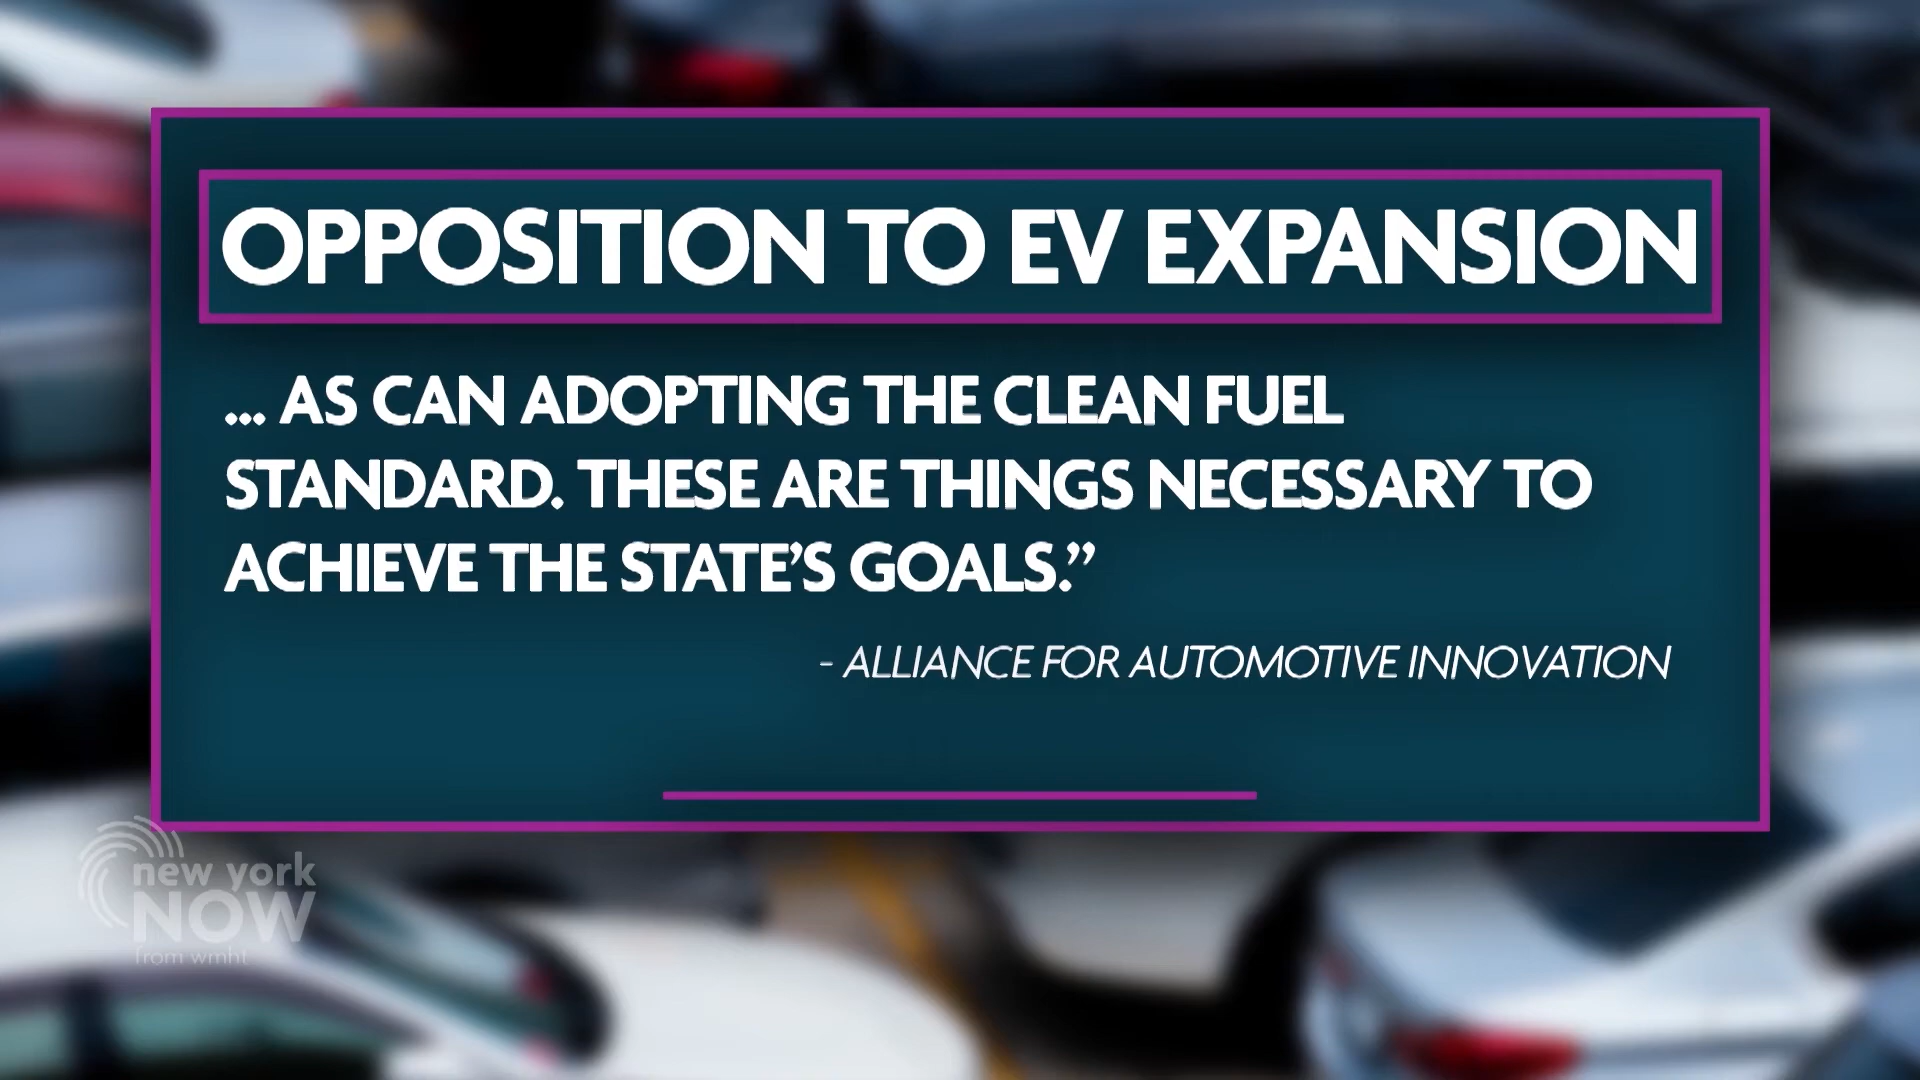 OPPOSITION TO EV EXPANSION
... AS CAN ADOPTING THE CLEAN FUEL
STANDARD. THESE ARE THINGS NECESSARY TO
ACHIEVE THE STATE’S GOALS.”
- ALLIANCE FOR AUTOMOTIVE INNOVATION
new york
NOW
from wmht